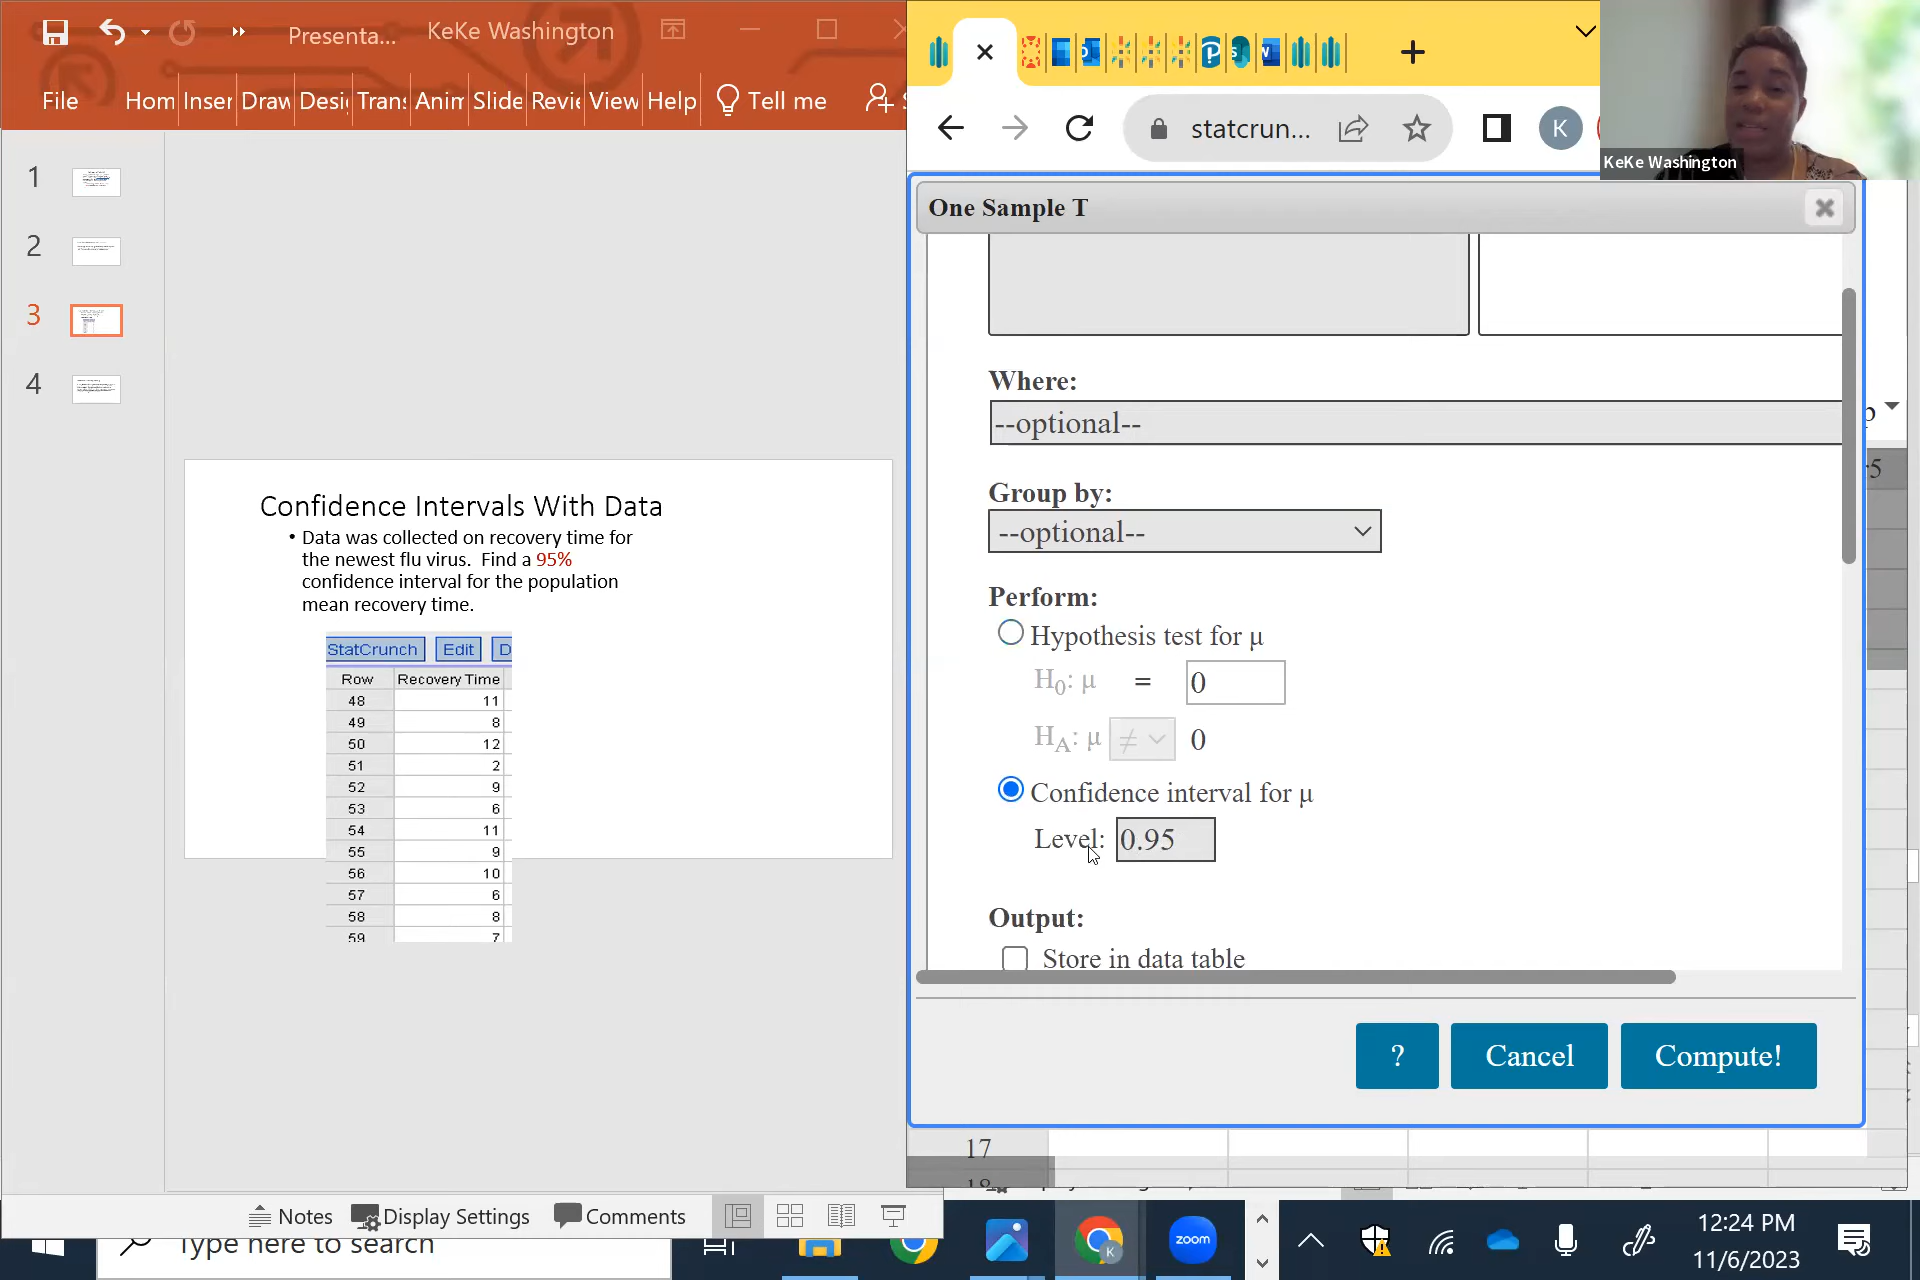 Presenta...
KeKe Washington
File
Hom
Inser
Draw
Desi
Trans
Anim
Slide
Revie
View
Help
Tell me
1
2
3
4
Confidence Intervals With Data
• Data was collected on recovery time for
the newest flu virus. Find a 95%
confidence interval for the population
mean recovery time.
StatCrunch Edit D
Row Recovery Time
48 11
49 8
50 12
51 2
52 9
53 6
54 11
55 9
56 10
57 6
58 8
59 7
Notes Display Settings Comments
statcrun...
K
KeKe Washington
One Sample T
Where:
--optional--
Group by:
--optional--
Perform:
Hypothesis test for μ
H0: μ = 0
HA: μ ≠ 0
Confidence interval for μ
Level: 0.95
Output:
Store in data table
? Cancel Compute!
17
18
Type here to search
zoom
12:24 PM
11/6/2023